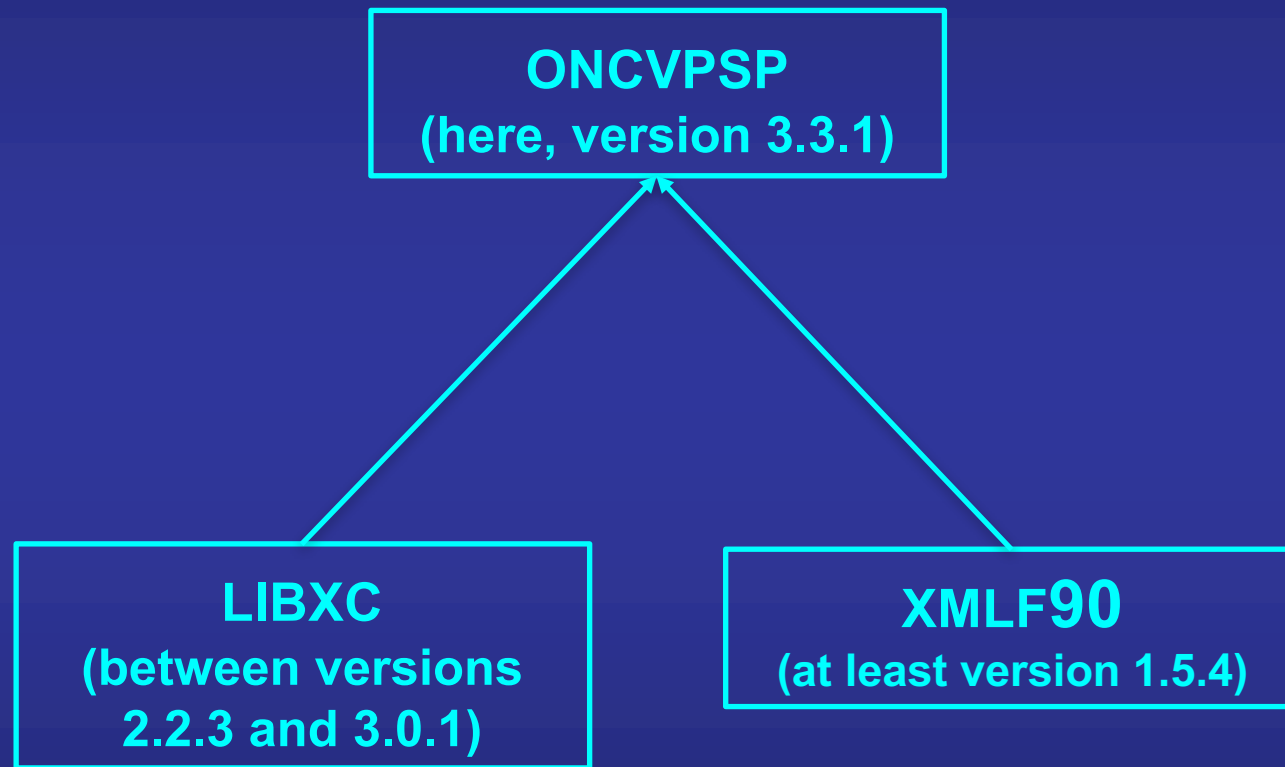 ONCVPSP
(here, version 3.3.1)
LIBXC
(between versions
2.2.3 and 3.0.1)
XMLF90
(at least version 1.5.4)